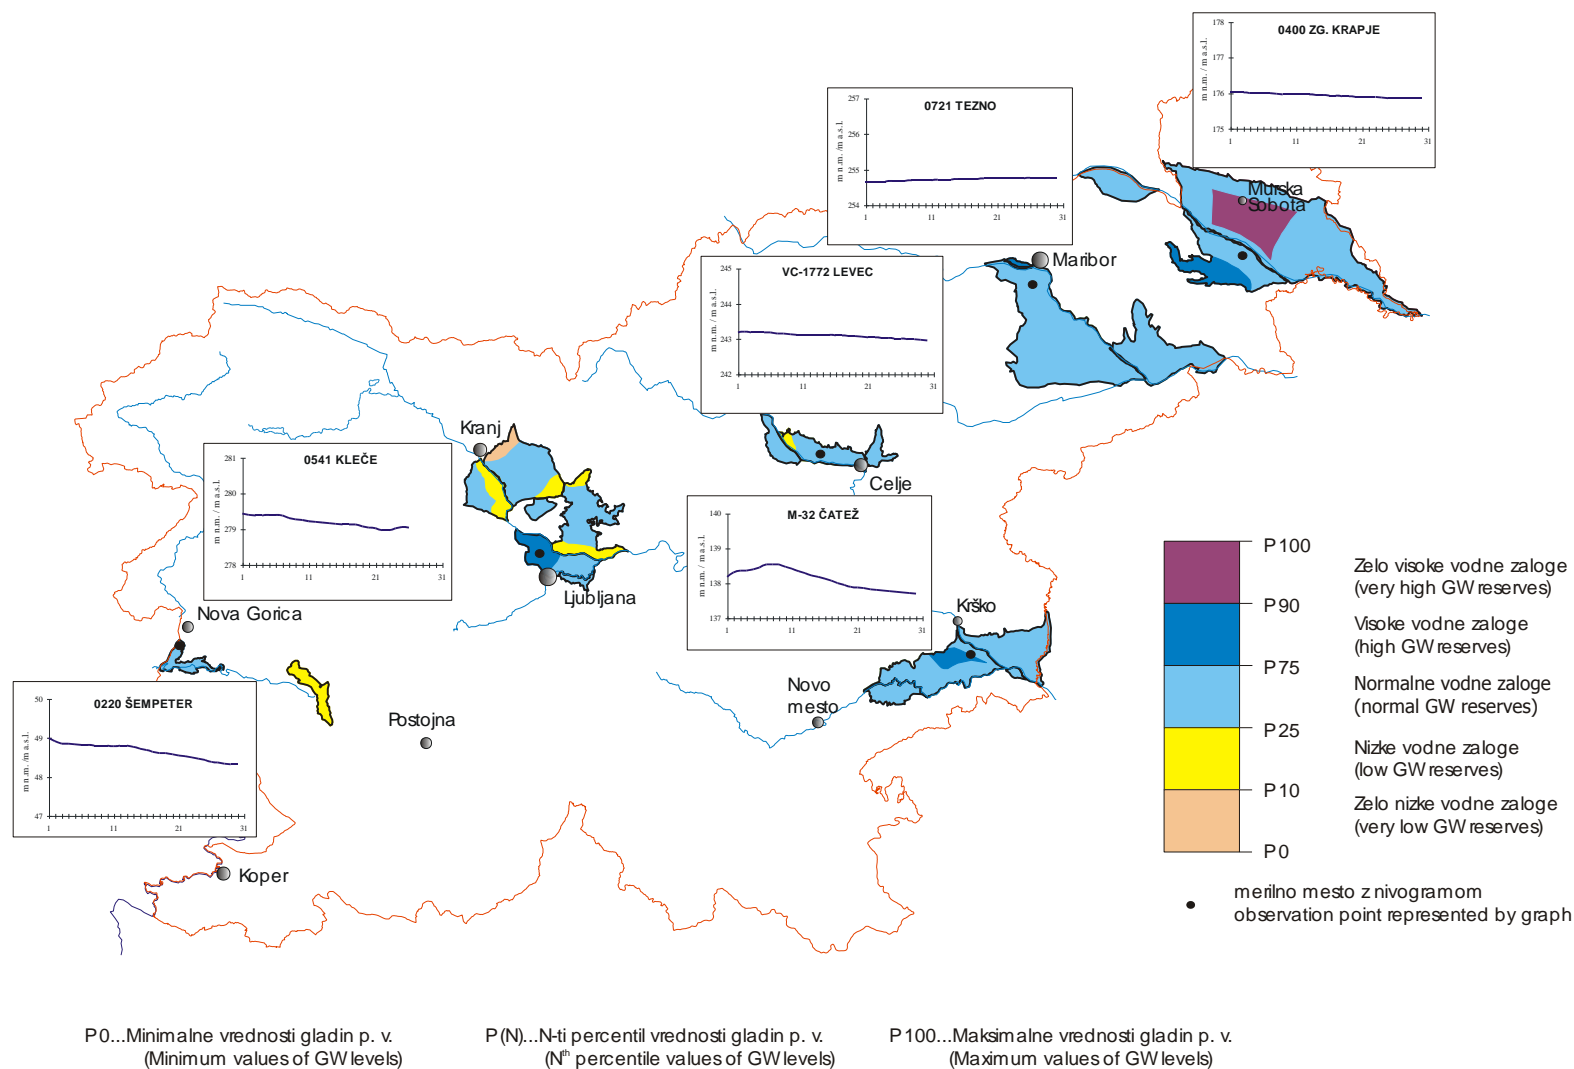 0400 ZG. KRAPJE
m n.m. / m a.s.l.
178
177
176
175
1
11
21
31
0721 TEZNO
m n.m. /m a.s.l.
257
256
255
254
1
11
21
31
Murska
Sobota
Maribor
VC-1772 LEVEC
m n.m. / m a.s.l.
245
244
243
242
1
11
21
31
Kranj
Celje
0541 KLEČE
m n.m. / m a.s.l.
281
280
279
278
1
11
21
31
M-32 ČATEŽ
m n.m. / m a.s.l.
140
139
138
137
1
11
21
31
Ljubljana
Nova Gorica
Krško
Novo
mesto
Postojna
0220 ŠEMPETER
m n.m. /m a.s.l.
50
49
48
47
1
11
21
31
Koper
P100
Zelo visoke vodne zaloge
(very high GW reserves)
P90
Visoke vodne zaloge
(high GW reserves)
P75
Normalne vodne zaloge
(normal GW reserves)
P25
Nizke vodne zaloge
(low GW reserves)
P10
Zelo nizke vodne zaloge
(very low GW reserves)
P0
merilno mesto z nivogramom
observation point represented by graph
P0...Minimalne vrednosti gladin p. v.
(Minimum values of GW levels)
P(N)...N-ti percentil vrednosti gladin p. v.
(Nth percentile values of GW levels)
P100...Maksimalne vrednosti gladin p. v.
(Maximum values of GW levels)